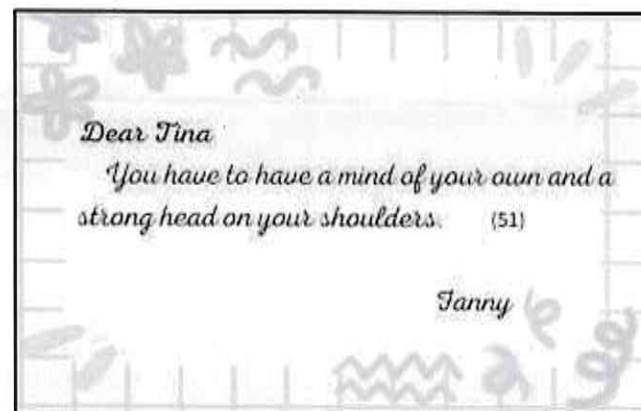 Dear Tina
You have to have a mind of your own and a
strong head on your shoulders. (51)
Tanny